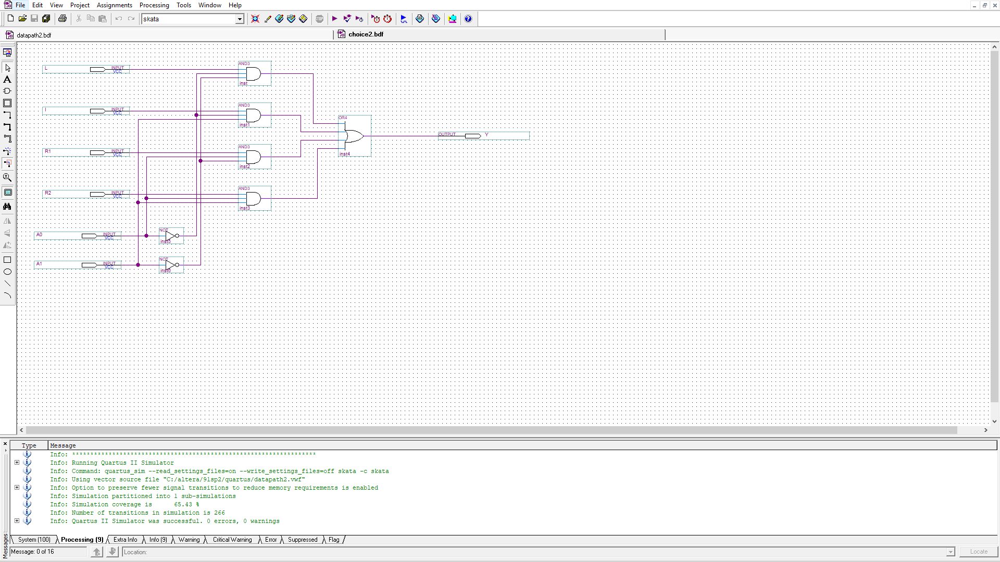 File Edit View Project Assignments Processing Tools Window Help
skata
datapath2.bdf choice2.bdf
L INPUT VCC
AND3
inst
I INPUT VCC
AND3
inst1
OR4
inst4
OUTPUT Y
R1 INPUT VCC
AND3
inst2
R2 INPUT VCC
AND3
inst3
A0 INPUT VCC
NOT
inst5
A1 INPUT VCC
NOT
inst6
Type Message
Info: *******************************************************************
Info: Running Quartus II Simulator
Info: Command: quartus_sim --read_settings_files=on --write_settings_files=off skata -c skata
Info: Using vector source file "C:/altera/91sp2/quartus/datapath2.vwf"
Info: Option to preserve fewer signal transitions to reduce memory requirements is enabled
Info: Simulation partitioned into 1 sub-simulations
Info: Simulation coverage is 65.43 %
Info: Number of transitions in simulation is 266
Info: Quartus II Simulator was successful. 0 errors, 0 warnings
System (100) Processing (9) Extra Info Info (9) Warning Critical Warning Error Suppressed Flag
Messages
Message: 0 of 16 Location: Locate